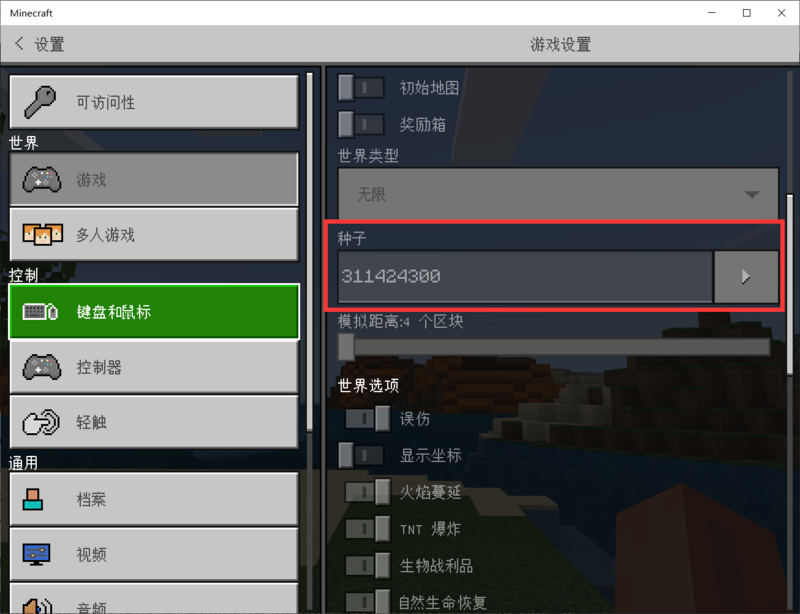 Minecraft
设置
游戏设置
可访问性
世界
游戏
多人游戏
控制
键盘和鼠标
控制器
轻触
通用
档案
视频
音频
初始地图
奖励箱
世界类型
无限
种子
311424300
模拟距离:4 个区块
世界选项
误伤
显示坐标
火焰蔓延
TNT 爆炸
生物战利品
自然生命恢复